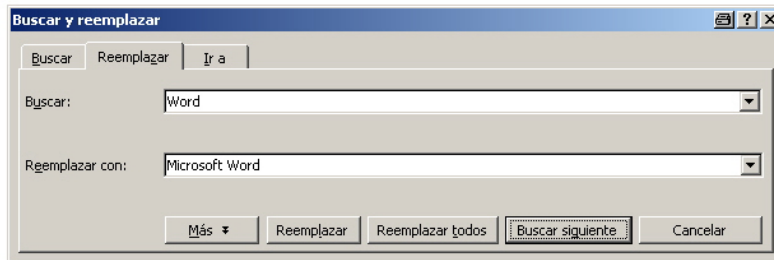 Buscar y reemplazar
Buscar Reemplazar Ir a
Buscar: Word
Reemplazar con: Microsoft Word
Más Reemplazar Reemplazar todos Buscar siguiente Cancelar